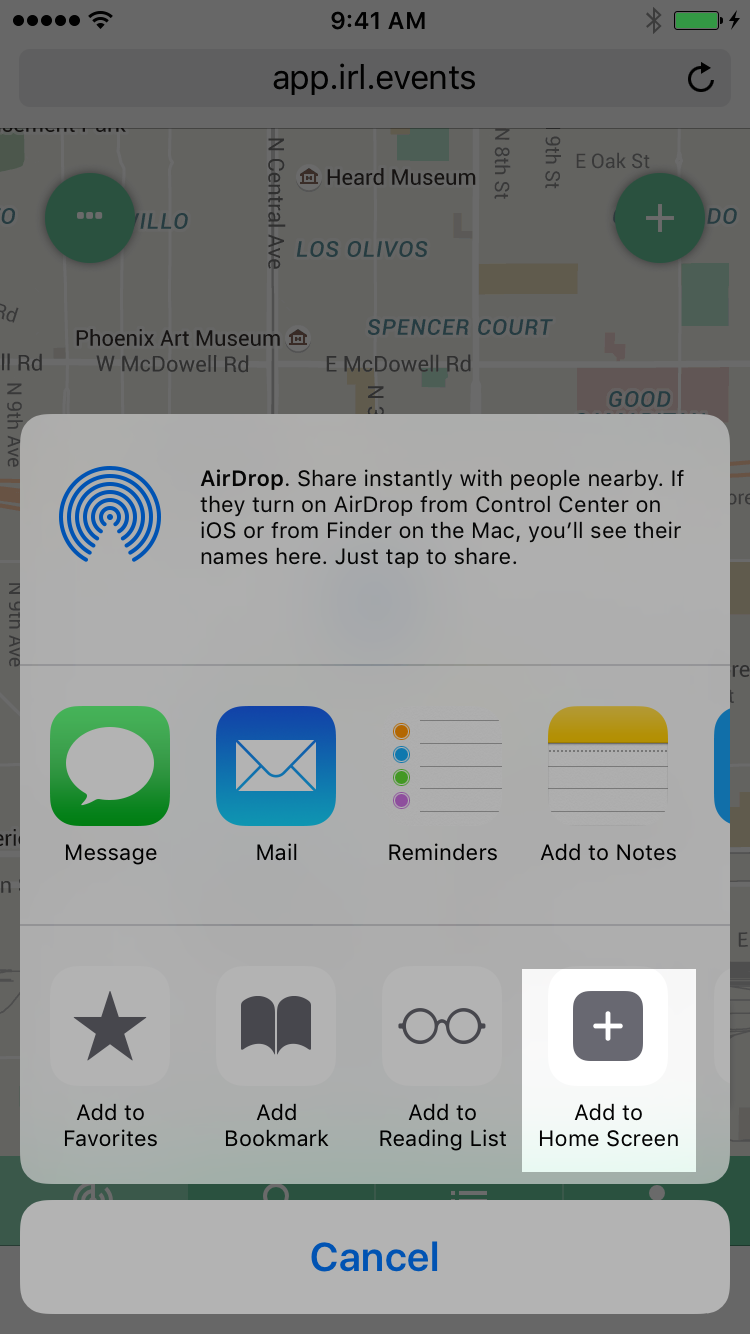 9:41 AM
app.irl.events
N Central Ave
Heard Museum
N 8th St
9th St
E Oak St
LOS OLIVOS
Phoenix Art Museum
SPENCER COURT
W McDowell Rd
E McDowell Rd
N 9th Ave
GOOD
AirDrop. Share instantly with people nearby. If
they turn on AirDrop from Control Center on
iOS or from Finder on the Mac, you’ll see their
names here. Just tap to share.
N 9th Ave
Message
Mail
Reminders
Add to Notes
Add to
Favorites
Add
Bookmark
Add to
Reading List
Add to
Home Screen
Cancel